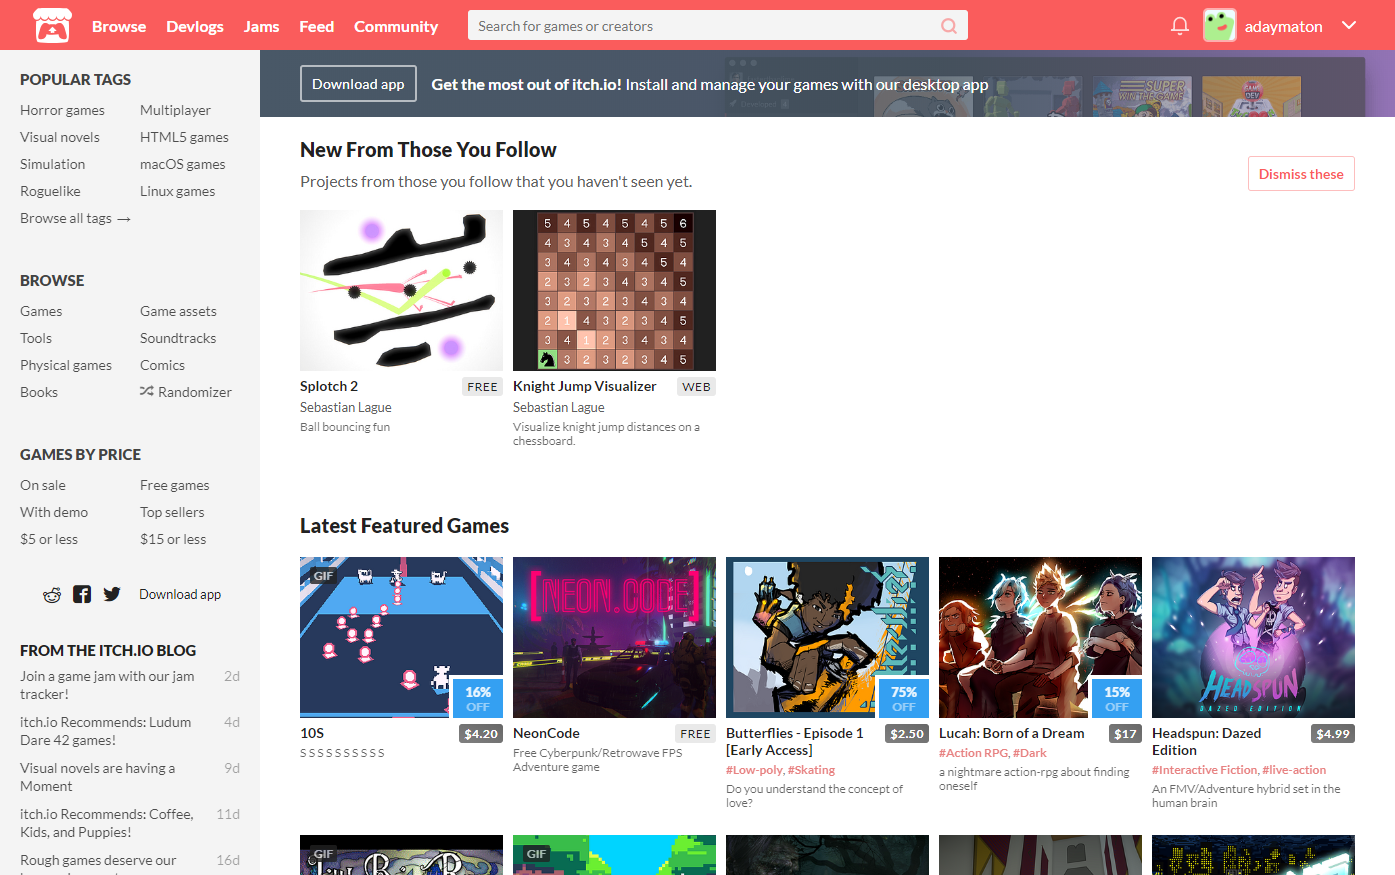 Browse Devlogs Jams Feed Community Search for games or creators adaymaton
POPULAR TAGS
Horror games Multiplayer
Visual novels HTML5 games
Simulation macOS games
Roguelike Linux games
Browse all tags →
BROWSE
Games Game assets
Tools Soundtracks
Physical games Comics
Books Randomizer
GAMES BY PRICE
On sale Free games
With demo Top sellers
$5 or less $15 or less
Download app
FROM THE ITCH.IO BLOG
Join a game jam with our jam 2d
tracker!
itch.io Recommends: Ludum 4d
Dare 42 games!
Visual novels are having a 9d
Moment
itch.io Recommends: Coffee, 11d
Kids, and Puppies!
Rough games deserve our 16d
Download app Get the most out of itch.io! Install and manage your games with our desktop app
SUPER
WIN THE GAME
GAME
DEV
New From Those You Follow
Projects from those you follow that you haven't seen yet.
Dismiss these
5 4 5 4 5 4 5 6
4 3 4 3 4 5 4 5
3 4 3 4 3 4 5 4
2 3 2 3 4 3 4 5
3 2 3 2 3 4 3 4
2 1 4 3 2 3 4 5
3 4 1 2 3 4 3 4
3 2 3 2 3 4 5
Splotch 2 FREE
Sebastian Lague
Ball bouncing fun
Knight Jump Visualizer WEB
Sebastian Lague
Visualize knight jump distances on a
chessboard.
Latest Featured Games
GIF
16%
OFF
10S $4.20
S S S S S S S S S S
[NEON.CODE]
NeonCode FREE
Free Cyberpunk/Retrowave FPS
Adventure game
75%
OFF
Butterflies - Episode 1 $2.50
[Early Access]
#Low-poly, #Skating
Do you understand the concept of
love?
15%
OFF
Lucah: Born of a Dream $17
#Action RPG, #Dark
a nightmare action-rpg about finding
oneself
HEADSPUN
DAZED EDITION
Headspun: Dazed $4.99
Edition
#Interactive Fiction, #live-action
An FMV/Adventure hybrid set in the
human brain
GIF
GIF